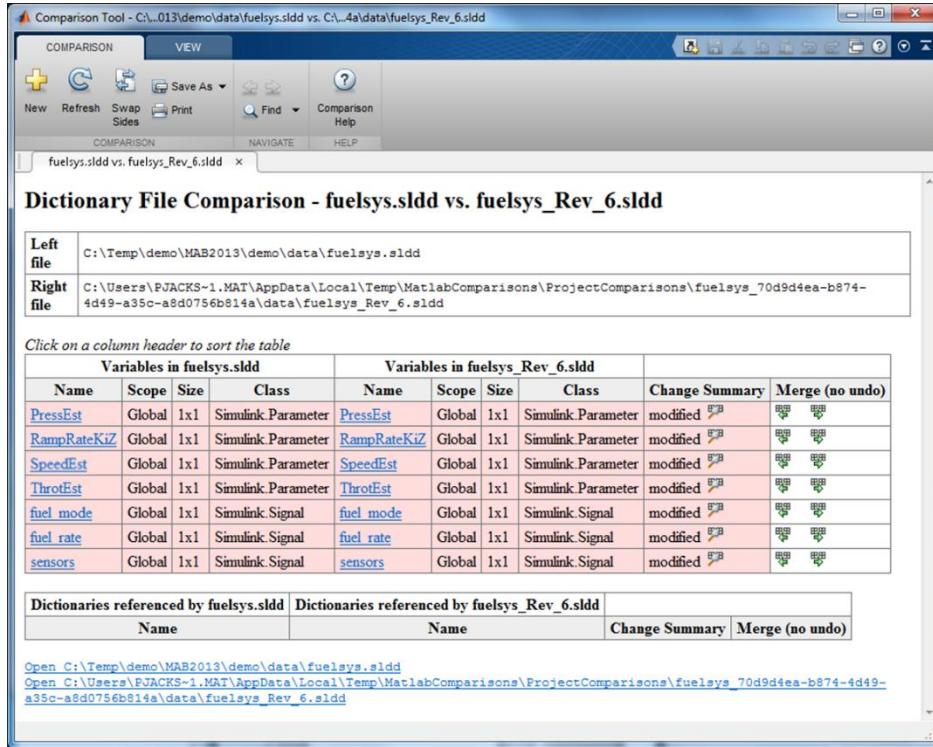 Comparison Tool - C:\...013\demo\data\fuelsys.sldd vs. C:\...4a\data\fuelsys_Rev_6.sldd
COMPARISON VIEW
New Refresh Swap Sides Save As Print Find Comparison Help
COMPARISON NAVIGATE HELP
fuelsys.sldd vs. fuelsys_Rev_6.sldd ×
Dictionary File Comparison - fuelsys.sldd vs. fuelsys_Rev_6.sldd
Left file C:\Temp\demo\MAB2013\demo\data\fuelsys.sldd
Right file C:\Users\PJACKS~1.MAT\AppData\Local\Temp\MatlabComparisons\ProjectComparisons\fuelsys_70d9d4ea-b874-
4d49-a35c-a8d0756b814a\data\fuelsys_Rev_6.sldd
Click on a column header to sort the table
Variables in fuelsys.sldd Variables in fuelsys_Rev_6.sldd
Name Scope Size Class Name Scope Size Class Change Summary Merge (no undo)
PressEst Global 1x1 Simulink.Parameter PressEst Global 1x1 Simulink.Parameter modified
RampRateKiZ Global 1x1 Simulink.Parameter RampRateKiZ Global 1x1 Simulink.Parameter modified
SpeedEst Global 1x1 Simulink.Parameter SpeedEst Global 1x1 Simulink.Parameter modified
ThrotEst Global 1x1 Simulink.Parameter ThrotEst Global 1x1 Simulink.Parameter modified
fuel_mode Global 1x1 Simulink.Signal fuel_mode Global 1x1 Simulink.Signal modified
fuel_rate Global 1x1 Simulink.Signal fuel_rate Global 1x1 Simulink.Signal modified
sensors Global 1x1 Simulink.Signal sensors Global 1x1 Simulink.Signal modified
Dictionaries referenced by fuelsys.sldd Dictionaries referenced by fuelsys_Rev_6.sldd
Name Name Change Summary Merge (no undo)
Open C:\Temp\demo\MAB2013\demo\data\fuelsys.sldd
Open C:\Users\PJACKS~1.MAT\AppData\Local\Temp\MatlabComparisons\ProjectComparisons\fuelsys_70d9d4ea-b874-4d49-
a35c-a8d0756b814a\data\fuelsys_Rev_6.sldd